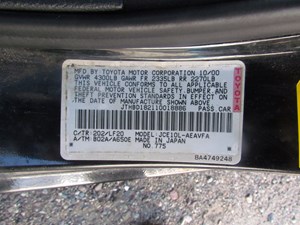 MFD. BY TOYOTA MOTOR CORPORATION 10/00
GVWR 4300LB GAWR FR 2335LB RR 2270LB
THIS VEHICLE CONFORMS TO ALL APPLICABLE
FEDERAL MOTOR VEHICLE SAFETY, BUMPER, AND
THEFT PREVENTION STANDARDS IN EFFECT ON
THE DATE OF MANUFACTURE SHOWN ABOVE.
PASS. CAR
C/TR: 202/LF20 MODEL: JCE10L-AEAVFA
A/TM: B02A/A650E MADE IN JAPAN
NO. 775
BA4749246
TOYOTA